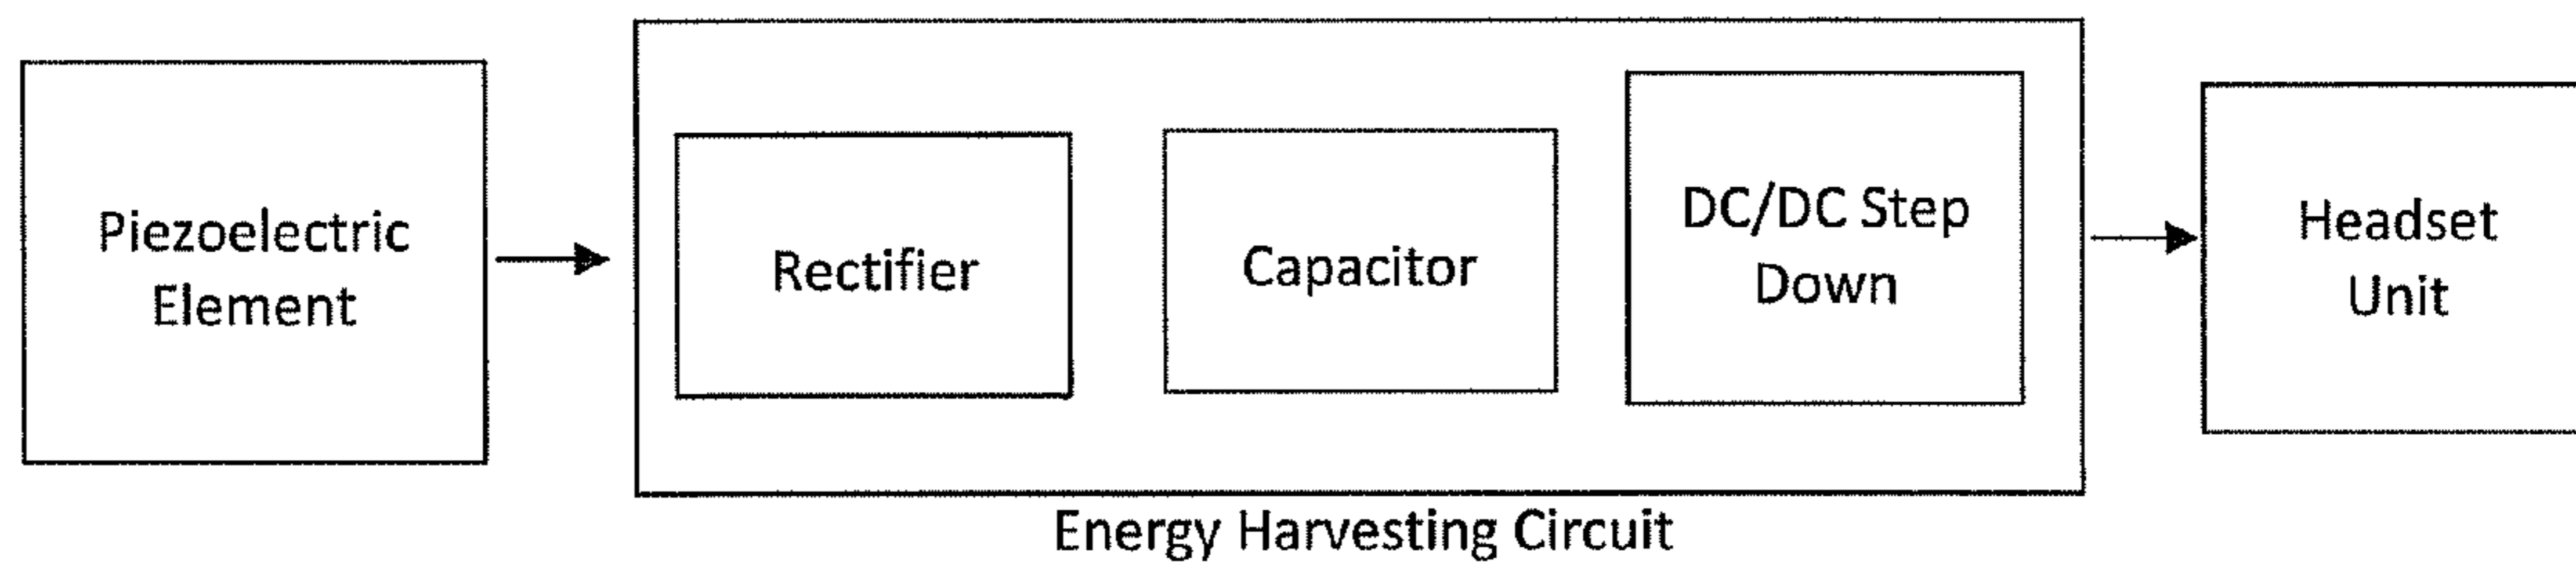 Piezoelectric
Element
Rectifier
Capacitor
DC/DC Step
Down
Headset
Unit
Energy Harvesting Circuit